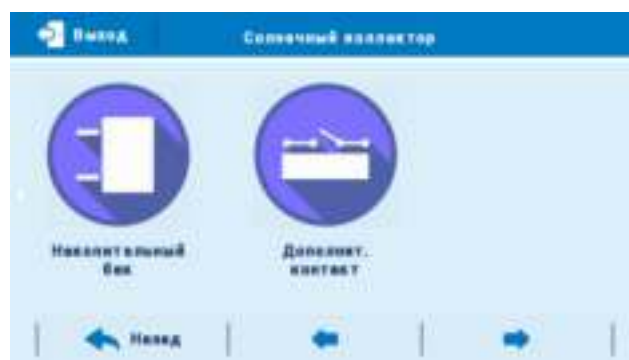 Выход
Солнечный коллектор
Накопительный
бак
Дополнит.
контакт
Назад